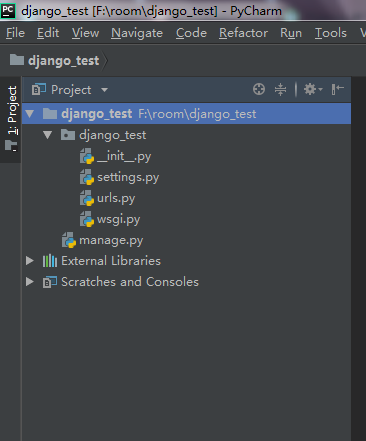 PC django_test [F:\room\django_test] - PyCharm
File Edit View Navigate Code Refactor Run Tools
django_test
1: Project
Project
django_test F:\room\django_test
django_test
__init__.py
settings.py
urls.py
wsgi.py
manage.py
External Libraries
Scratches and Consoles